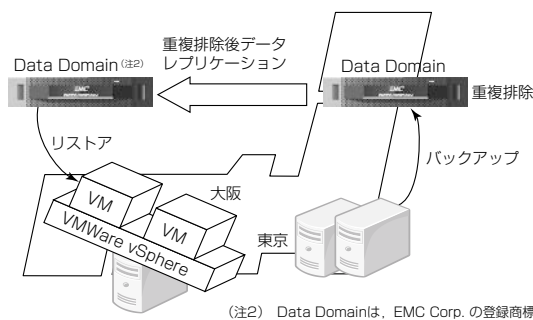 重複排除後データ
レプリケーション
Data Domain(注2)
Data Domain
EMC²
EMC²
重複排除
リストア
バックアップ
大阪
VM
VM
VMWare vSphere
東京
(注2) Data Domainは，EMC Corp. の登録商標